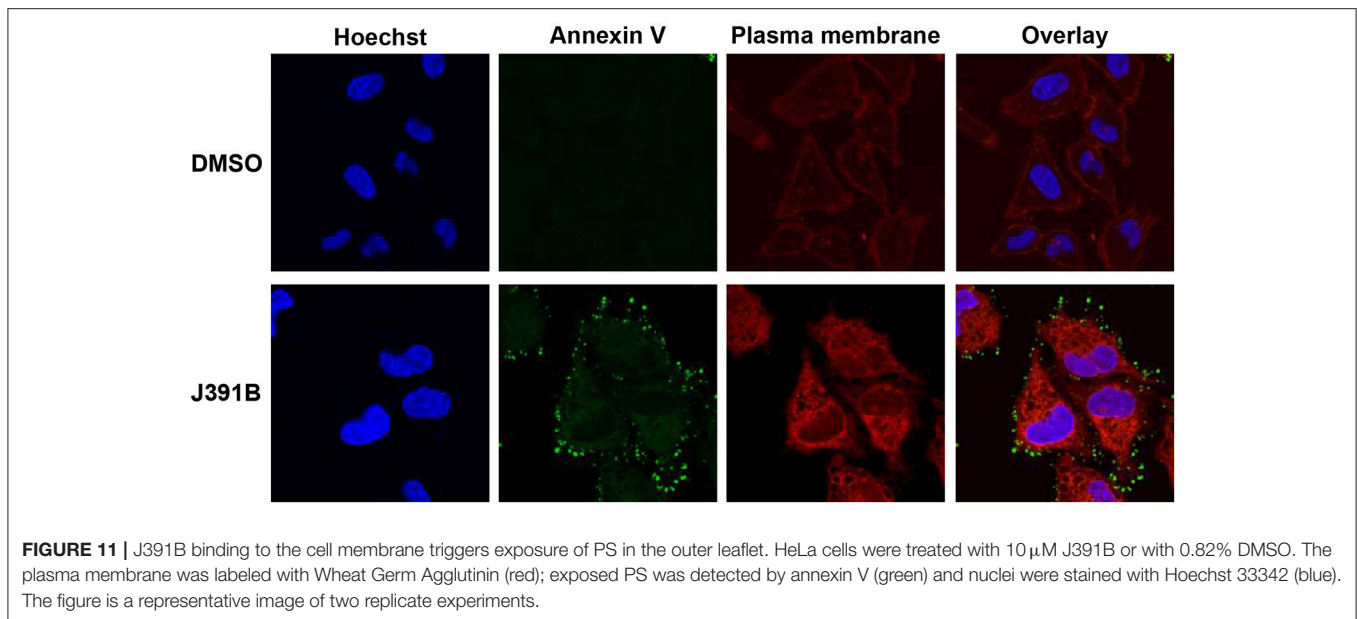 Hoechst Annexin V Plasma membrane Overlay
DMSO
J391B
FIGURE 11 | J391B binding to the cell membrane triggers exposure of PS in the outer leaflet. HeLa cells were treated with 10 μM J391B or with 0.82% DMSO. The
plasma membrane was labeled with Wheat Germ Agglutinin (red); exposed PS was detected by annexin V (green) and nuclei were stained with Hoechst 33342 (blue).
The figure is a representative image of two replicate experiments.